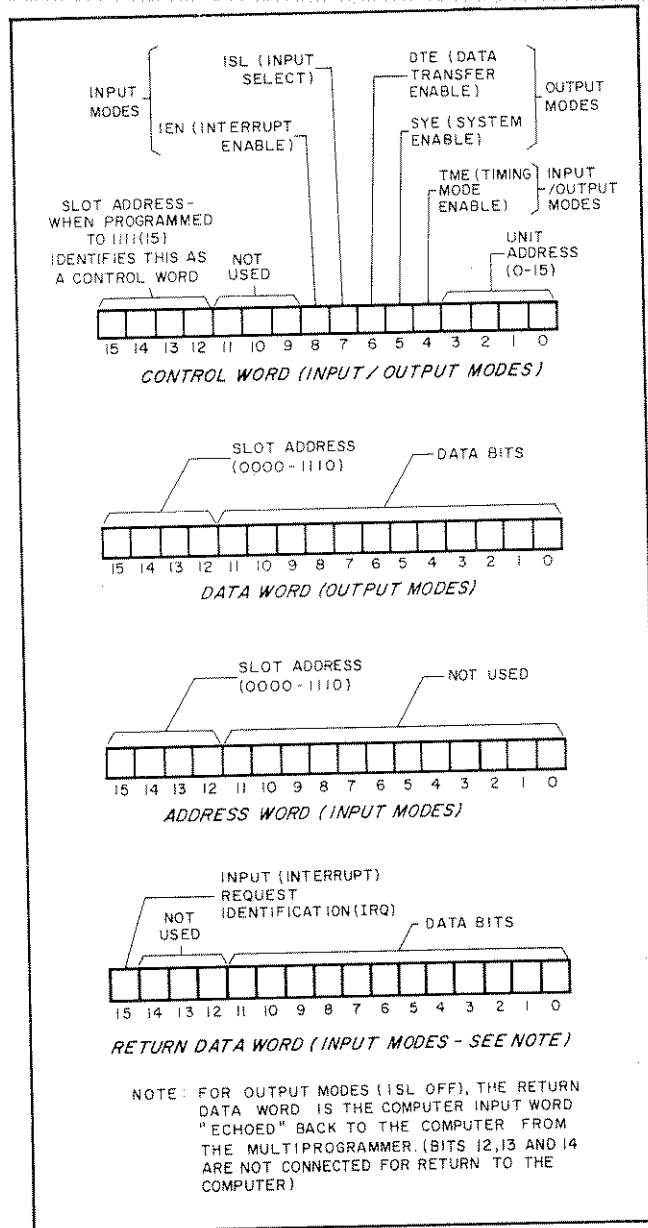 INPUT MODES
ISL (INPUT SELECT)
IEN (INTERRUPT ENABLE)
DTE (DATA TRANSFER ENABLE)
SYE (SYSTEM ENABLE)
OUTPUT MODES
TME (TIMING MODE ENABLE)
INPUT /OUTPUT MODES
SLOT ADDRESS-
WHEN PROGRAMMED
TO 1111(15)
IDENTIFIES THIS AS
A CONTROL WORD
NOT USED
UNIT ADDRESS (0-15)
15 14 13 12 11 10 9 8 7 6 5 4 3 2 1 0
CONTROL WORD (INPUT / OUTPUT MODES)
SLOT ADDRESS
(0000-1110)
DATA BITS
15 14 13 12 11 10 9 8 7 6 5 4 3 2 1 0
DATA WORD (OUTPUT MODES)
SLOT ADDRESS
(0000-1110)
NOT USED
15 14 13 12 11 10 9 8 7 6 5 4 3 2 1 0
ADDRESS WORD (INPUT MODES)
INPUT (INTERRUPT)
REQUEST
IDENTIFICATION (IRQ)
NOT USED
DATA BITS
15 14 13 12 11 10 9 8 7 6 5 4 3 2 1 0
RETURN DATA WORD (INPUT MODES - SEE NOTE)
NOTE: FOR OUTPUT MODES (ISL OFF), THE RETURN
DATA WORD IS THE COMPUTER INPUT WORD
"ECHOED" BACK TO THE COMPUTER FROM
THE MULTIPROGRAMMER. (BITS 12,13 AND 14
ARE NOT CONNECTED FOR RETURN TO THE
COMPUTER)